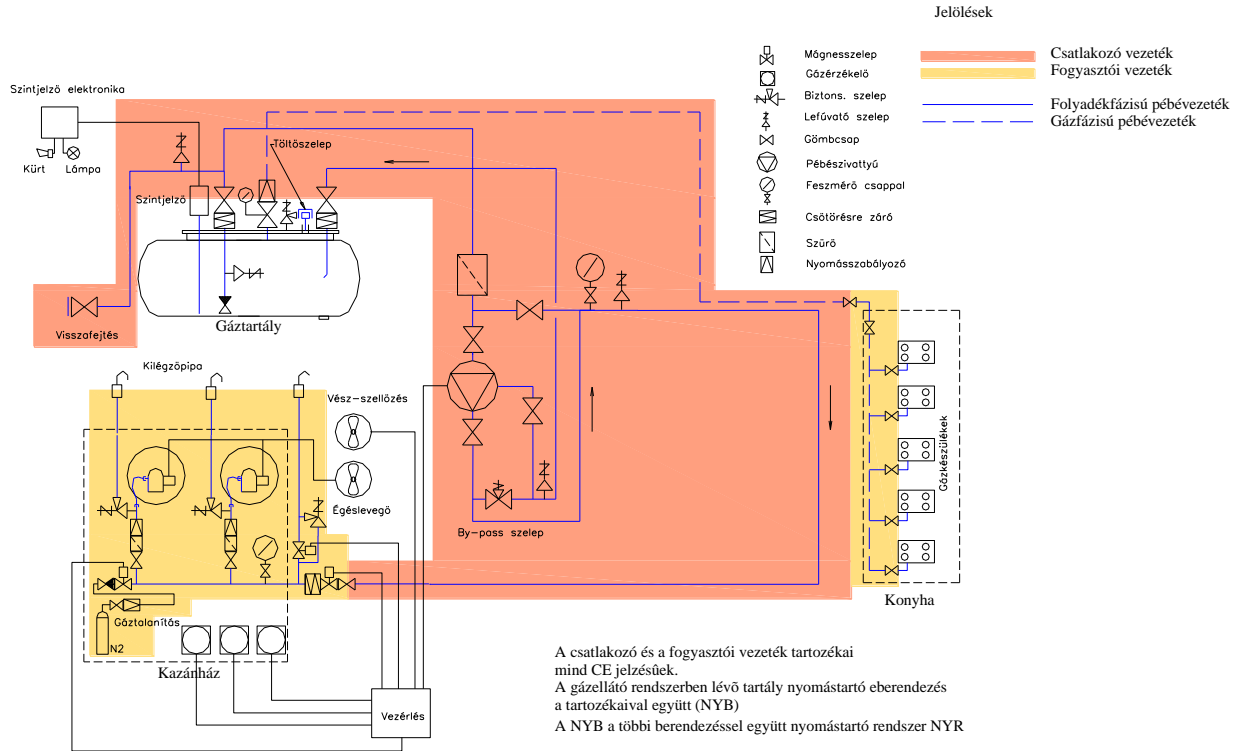 Jelölések
Mágnesszelep
Gázérzékelő
Biztons. szelep
Lefúvató szelep
Gömbcsap
Pébészivattyú
Feszmérő csappal
Csőtörésre záró
Szűrő
Nyomásszabályozó
Csatlakozó vezeték
Fogyasztói vezeték
Folyadékfázisú pébévezeték
Gázfázisú pébévezeték
Szintjelző elektronika
Kürt
Lámpa
Töltőszelep
Szintjelző
Gáztartály
Visszafejtés
Kilégzőpipa
Vész-szellőzés
Égéslevegő
By-pass szelep
Gázkészülékek
Konyha
Gáztalanítás
N2
Kazánház
Vezérlés
A csatlakozó és a fogyasztói vezeték tartozékai
mind CE jelzésûek.
A gázellátó rendszerben lévõ tartály nyomástartó eberendezés
a tartozékaival együtt (NYB)
A NYB a többi berendezéssel együtt nyomástartó rendszer NYR